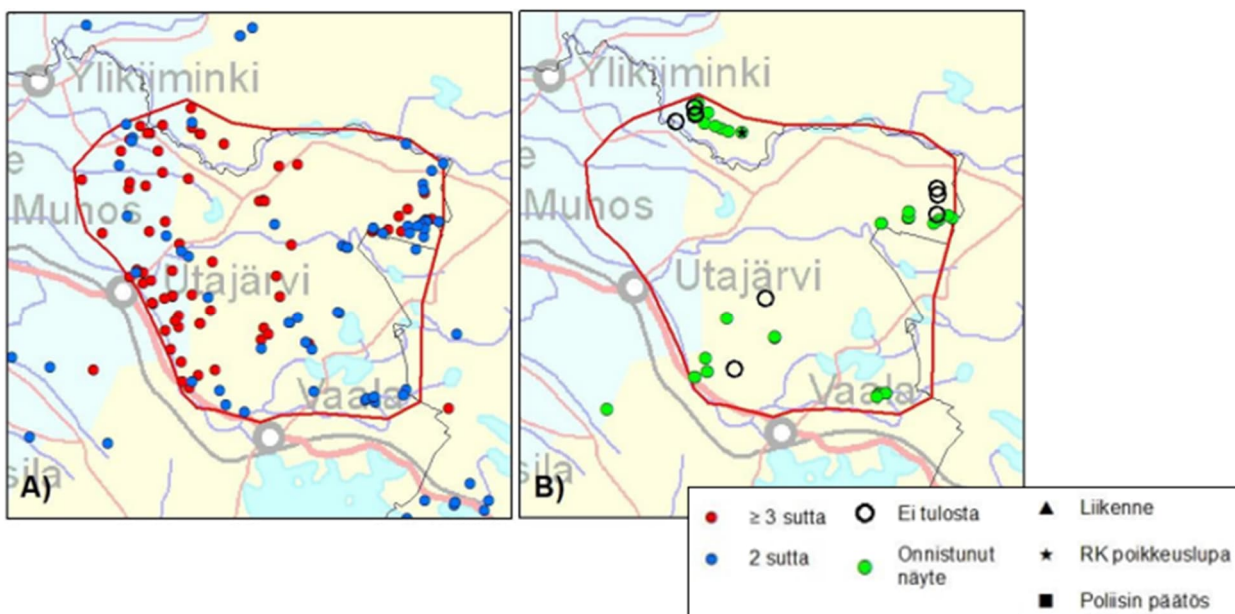 Ylikiiminki
e
Muhos
Utajärvi
Vaala
sila
A)
Ylikiiminki
e
Muhos
Utajärvi
Vaala
sila
B)
≥ 3 sutta
2 sutta
Ei tulosta
Onnistunut
näyte
Liikenne
RK poikkeuslupa
Poliisin päätös